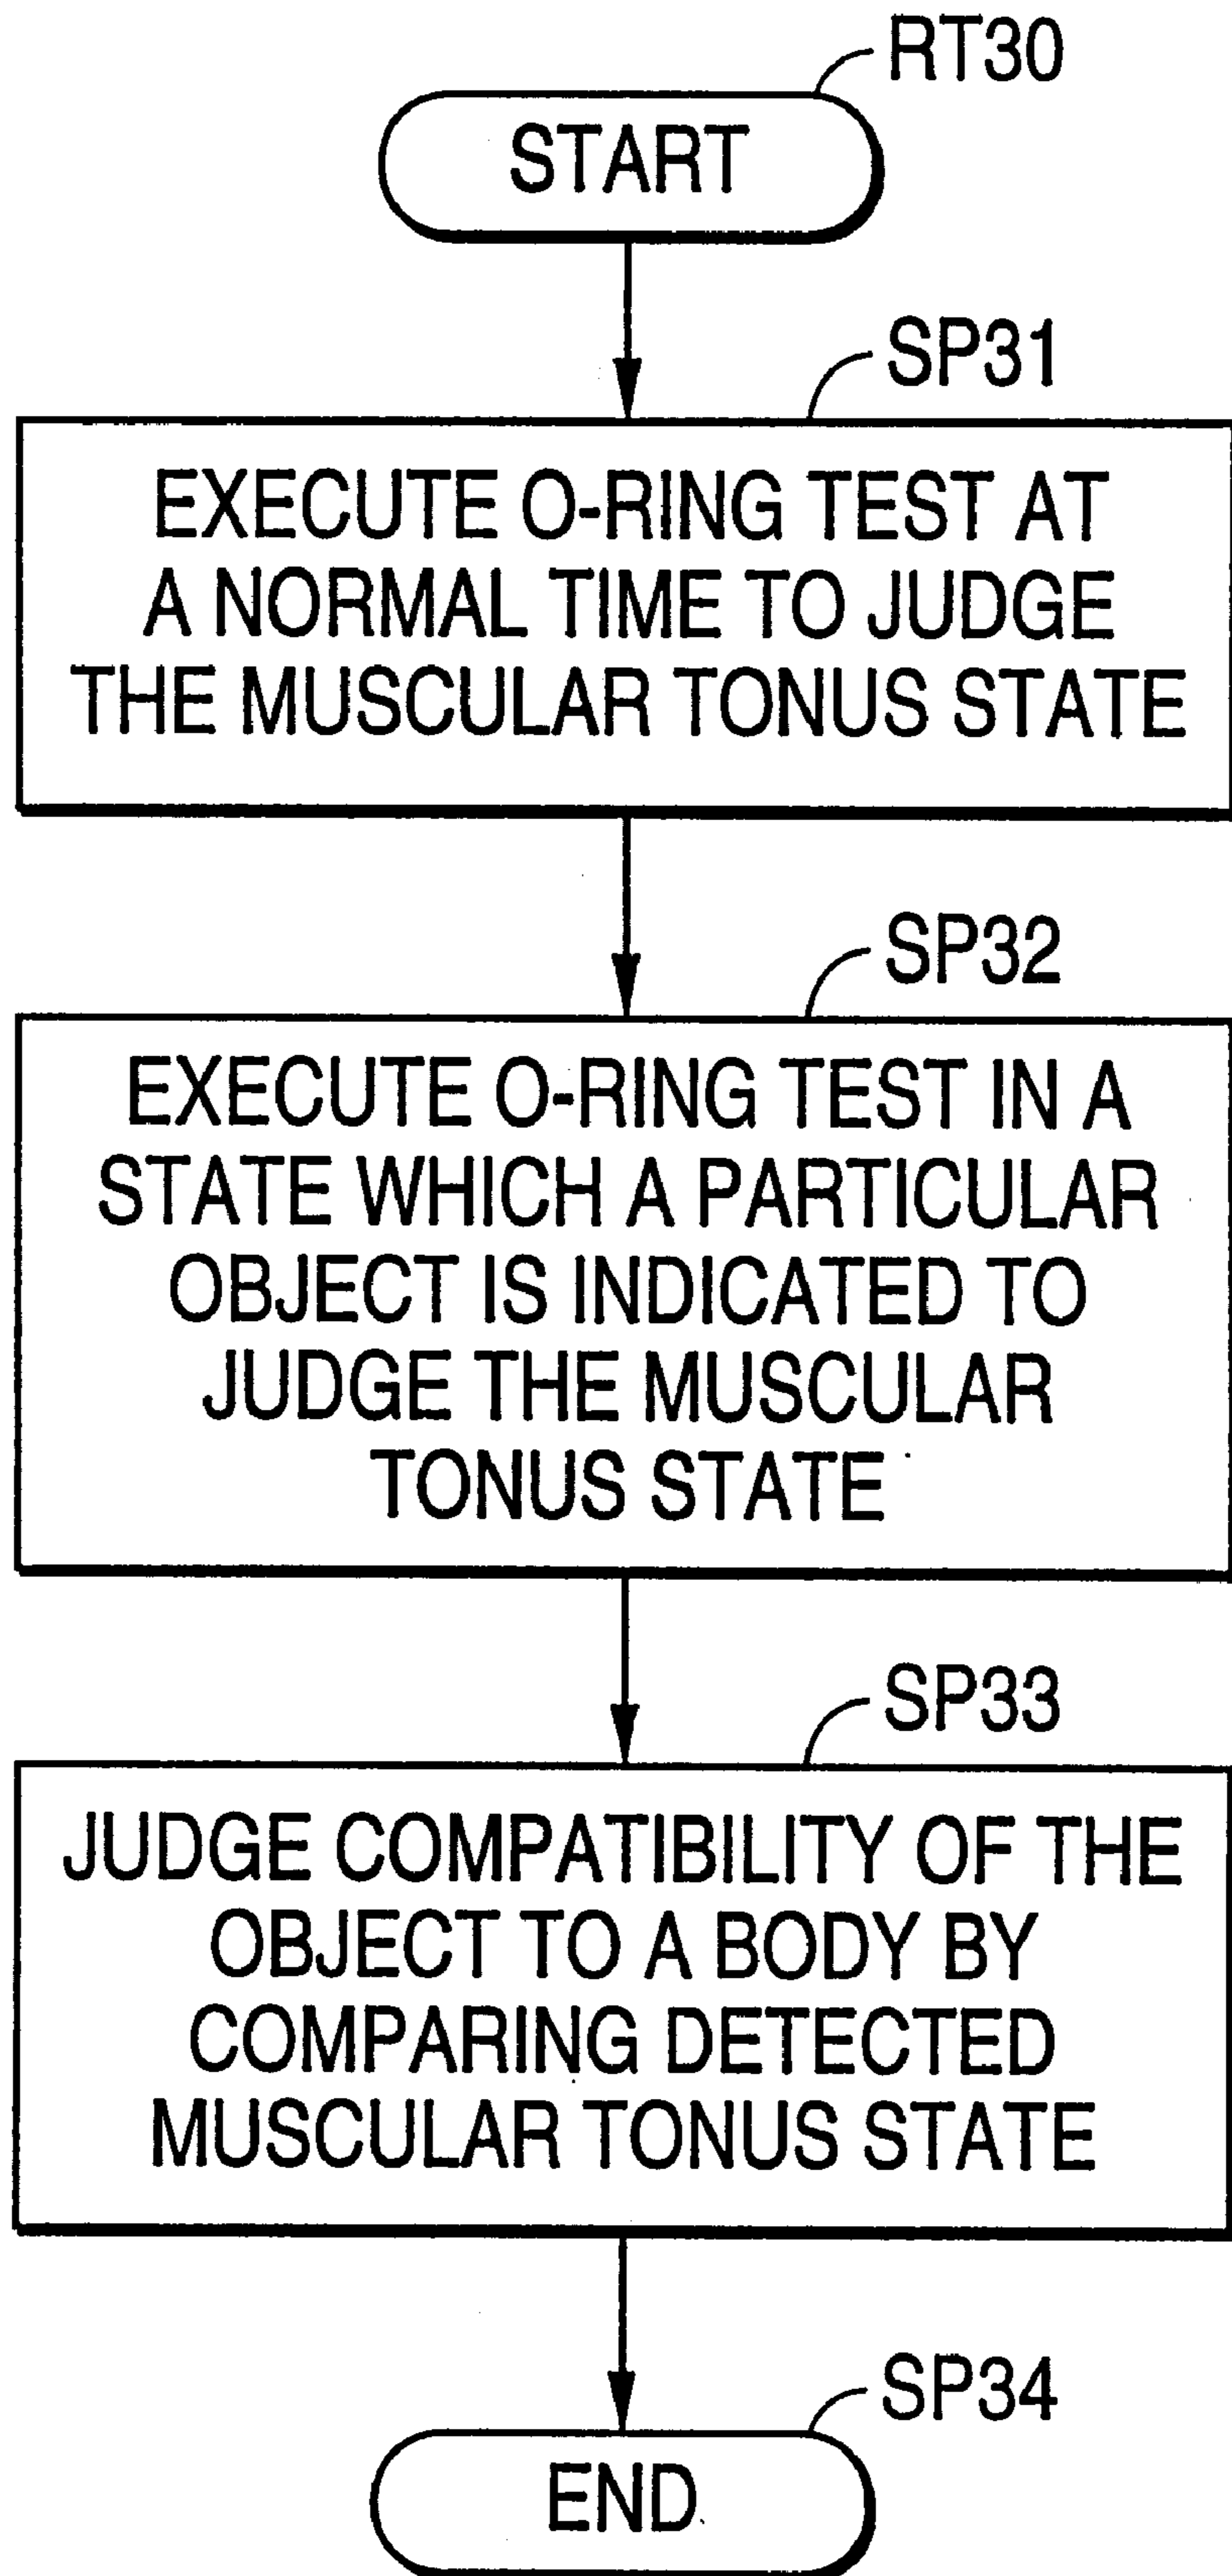 RT30
START
SP31
EXECUTE O-RING TEST AT
A NORMAL TIME TO JUDGE
THE MUSCULAR TONUS STATE
SP32
EXECUTE O-RING TEST IN A
STATE WHICH A PARTICULAR
OBJECT IS INDICATED TO
JUDGE THE MUSCULAR
TONUS STATE
SP33
JUDGE COMPATIBILITY OF THE
OBJECT TO A BODY BY
COMPARING DETECTED
MUSCULAR TONUS STATE
SP34
END